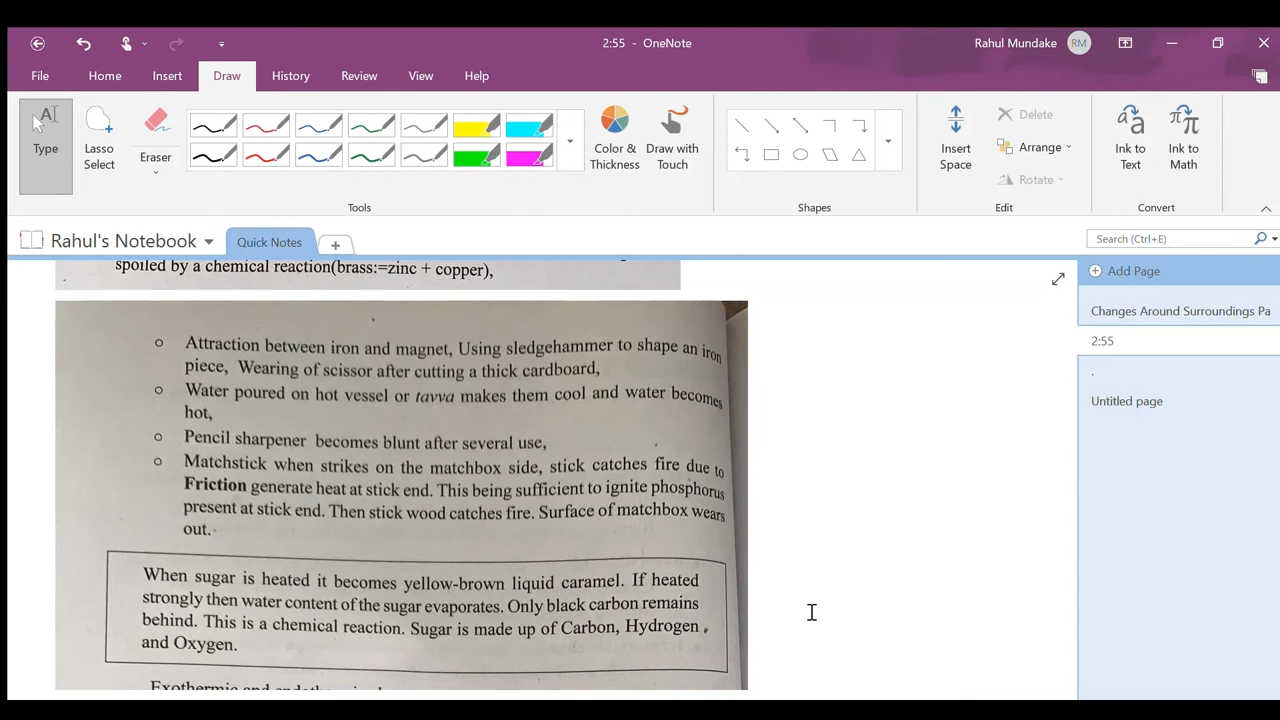 2:55 - OneNote
Rahul Mundake
RM
File Home Insert Draw History Review View Help
Type
Lasso Select
Eraser
Color & Thickness
Draw with Touch
Tools
Shapes
Insert Space
Delete
Arrange
Rotate
Edit
Ink to Text
Ink to Math
Convert
Rahul's Notebook
Quick Notes
Search (Ctrl+E)
Add Page
Changes Around Surroundings Pa
2:55
.
Untitled page
spoiled by a chemical reaction(brass:=zinc + copper),
Attraction between iron and magnet, Using sledgehammer to shape an iron
piece, Wearing of scissor after cutting a thick cardboard,
Water poured on hot vessel or tavva makes them cool and water becomes
hot,
Pencil sharpener becomes blunt after several use,
Matchstick when strikes on the matchbox side, stick catches fire due to
Friction generate heat at stick end. This being sufficient to ignite phosphorus
present at stick end. Then stick wood catches fire. Surface of matchbox wears
out.
When sugar is heated it becomes yellow-brown liquid caramel. If heated
strongly then water content of the sugar evaporates. Only black carbon remains
behind. This is a chemical reaction. Sugar is made up of Carbon, Hydrogen
and Oxygen.
Exothermic and